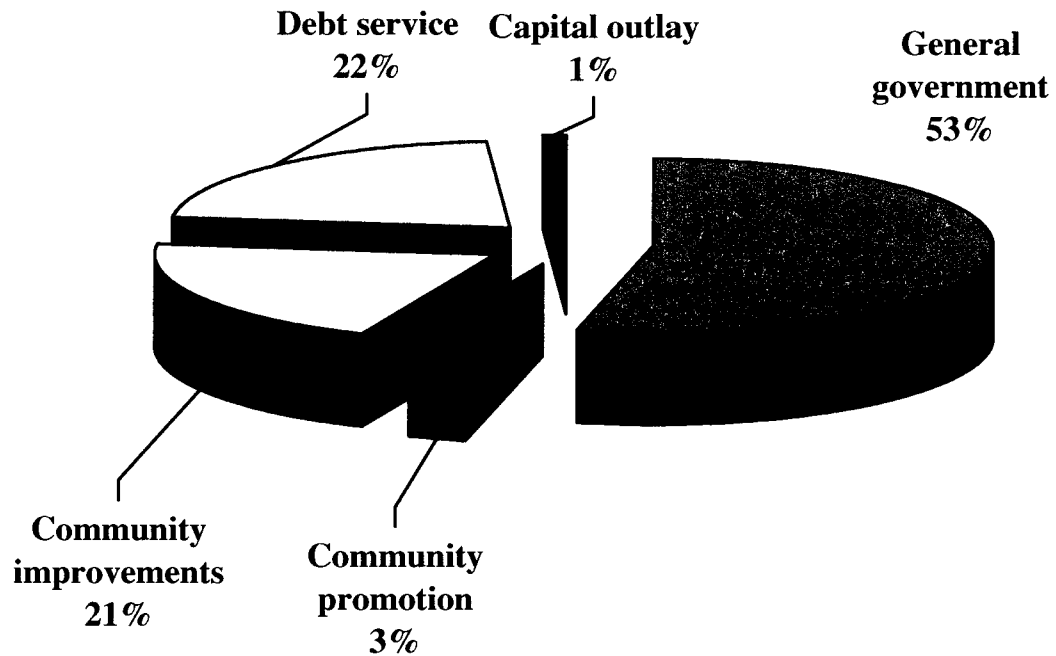 Debt service
22%
Capital outlay
1%
General
government
53%
Community
improvements
21%
Community
promotion
3%